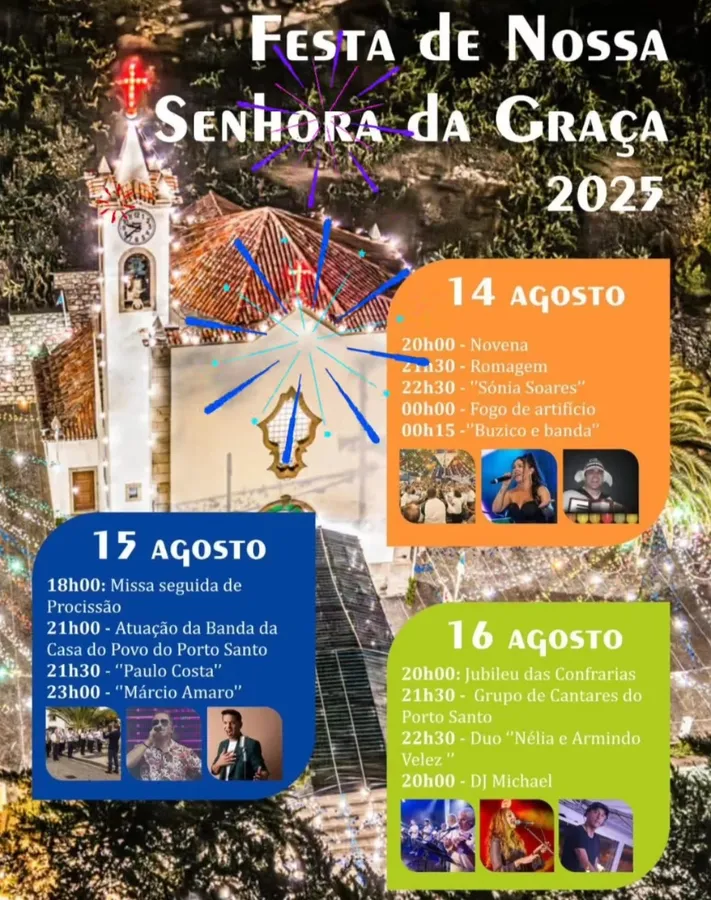 Festa de Nossa
Senhora da Graça
2025
14 AGOSTO
20h00 - Novena
21h30 - Romagem
22h30 - "Sónia Soares"
00h00 - Fogo de artifício
00h15 -"Buzico e banda"
15 AGOSTO
18h00: Missa seguida de
Procissão
21h00 - Atuação da Banda da
Casa do Povo do Porto Santo
21h30 - "Paulo Costa"
23h00 - "Márcio Amaro"
16 AGOSTO
20h00: Jubileu das Confrarias
21h30 - Grupo de Cantares do
Porto Santo
22h30 - Duo "Nélia e Armindo
Velez "
20h00 - DJ Michael